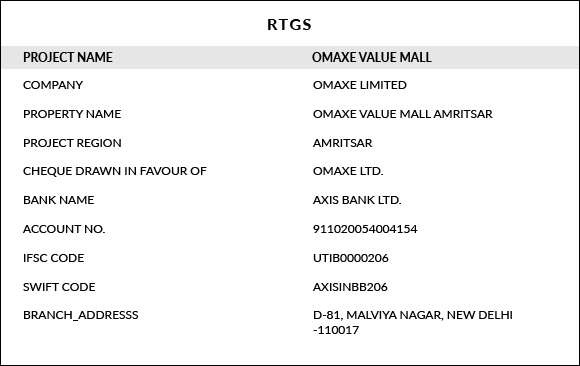 RTGS
PROJECT NAME OMAXE VALUE MALL
COMPANY OMAXE LIMITED
PROPERTY NAME OMAXE VALUE MALL AMRITSAR
PROJECT REGION AMRITSAR
CHEQUE DRAWN IN FAVOUR OF OMAXE LTD.
BANK NAME AXIS BANK LTD.
ACCOUNT NO. 911020054004154
IFSC CODE UTIB0000206
SWIFT CODE AXISINBB206
BRANCH_ADDRESSS D-81, MALVIYA NAGAR, NEW DELHI
-110017